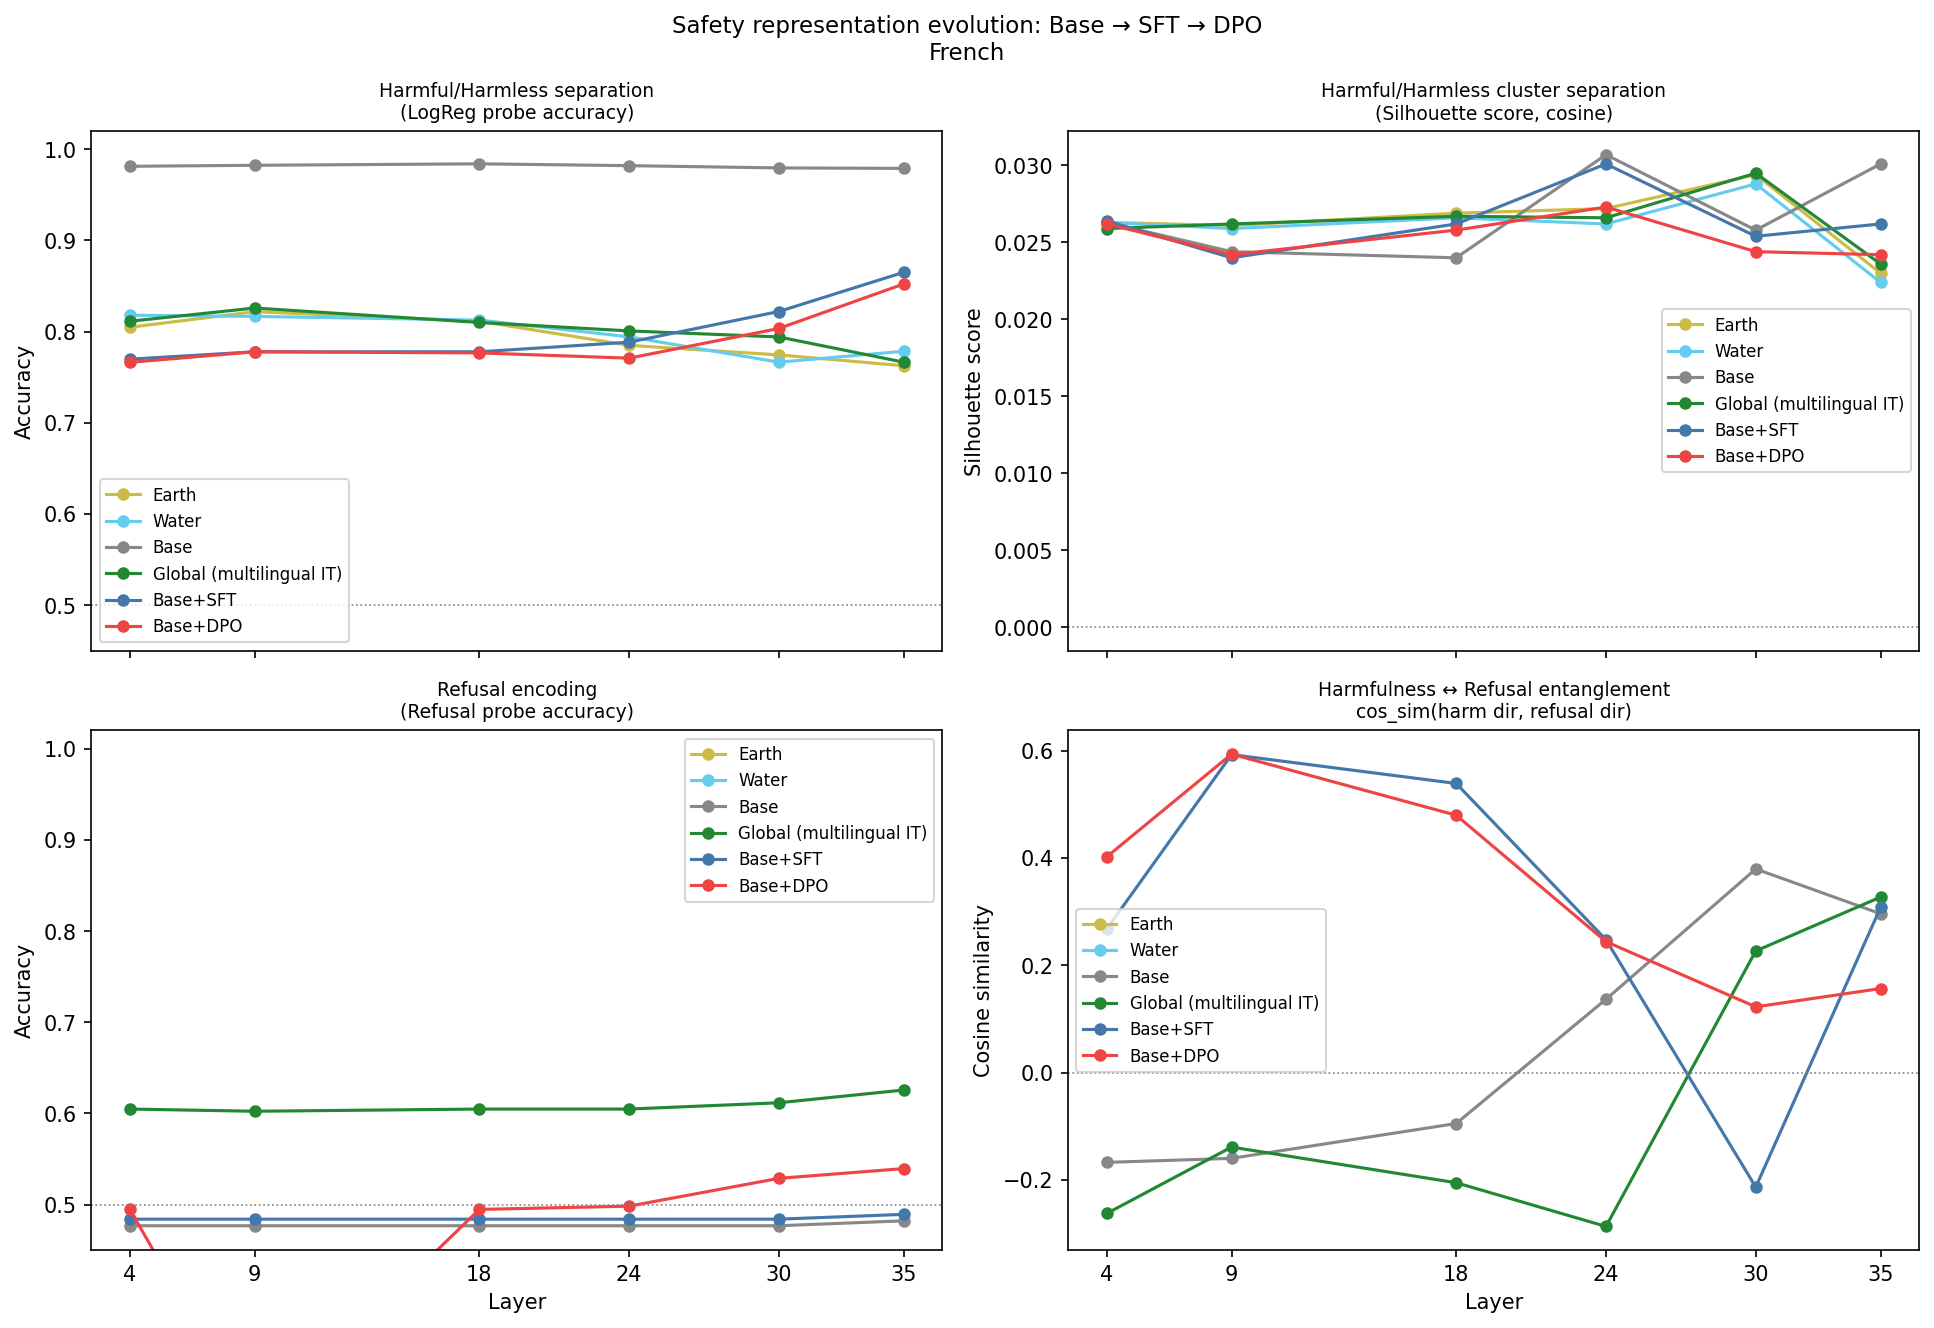 Safety representation evolution: Base → SFT → DPO
French
Harmful/Harmless separation
(LogReg probe accuracy)
Accuracy
1.0
0.9
0.8
0.7
0.6
0.5
Earth
Water
Base
Global (multilingual IT)
Base+SFT
Base+DPO
Harmful/Harmless cluster separation
(Silhouette score, cosine)
Silhouette score
0.030
0.025
0.020
0.015
0.010
0.005
0.000
Earth
Water
Base
Global (multilingual IT)
Base+SFT
Base+DPO
Refusal encoding
(Refusal probe accuracy)
Accuracy
1.0
0.9
0.8
0.7
0.6
0.5
Earth
Water
Base
Global (multilingual IT)
Base+SFT
Base+DPO
4 9 18 24 30 35
Layer
Harmfulness ↔ Refusal entanglement
cos_sim(harm dir, refusal dir)
Cosine similarity
0.6
0.4
0.2
0.0
−0.2
Earth
Water
Base
Global (multilingual IT)
Base+SFT
Base+DPO
4 9 18 24 30 35
Layer